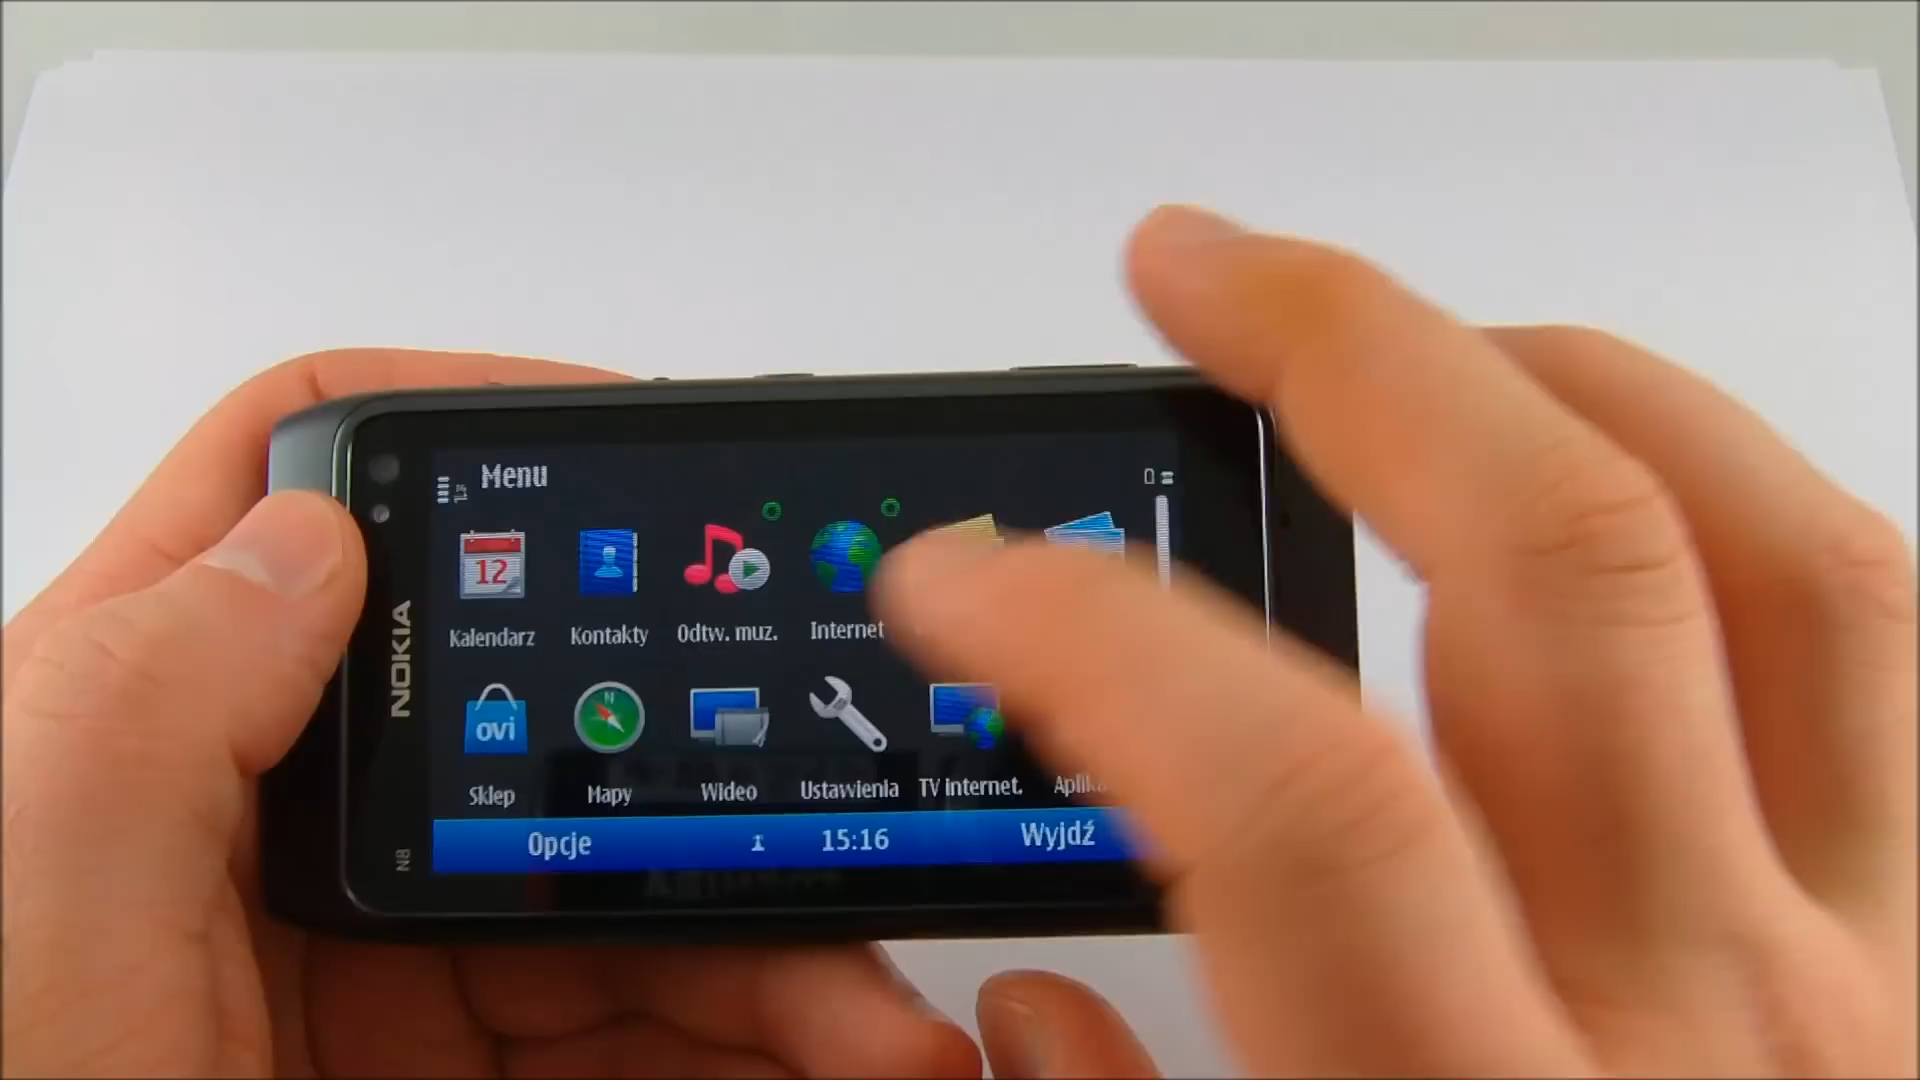 Menu
12
Kalendarz
Kontakty
Odtw. muz.
Internet
ovi
N
Sklep
Mapy
Wideo
Ustawienia
TV internet.
Opcje
15:16
Wyjdź
NOKIA
N8